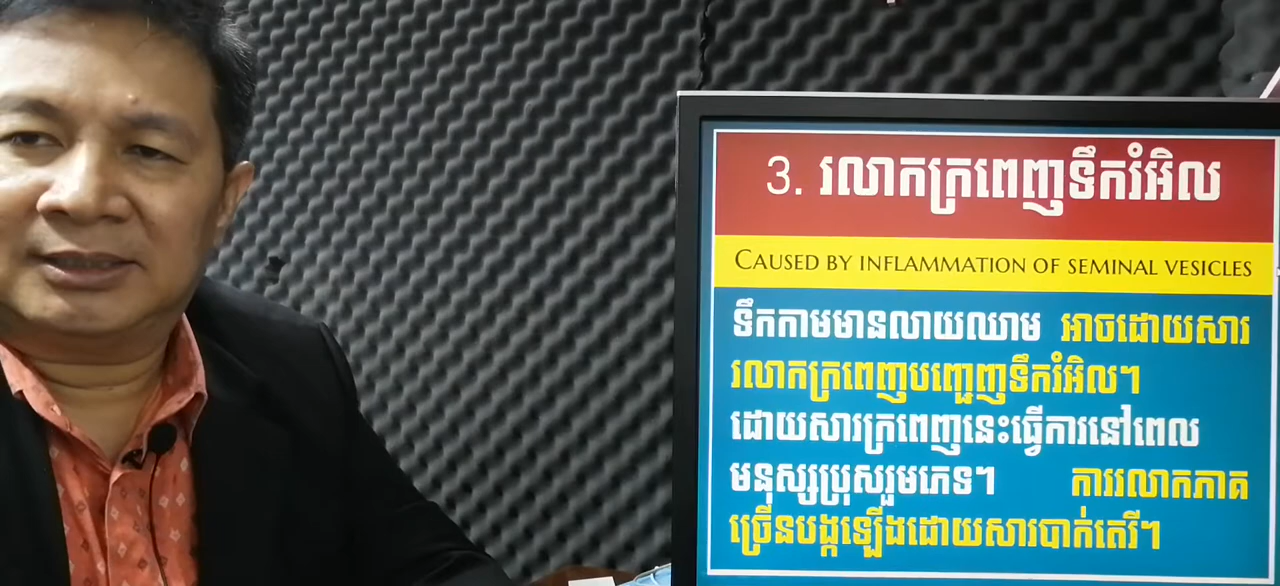 3. រលាកក្រពេញទឹករំអិល
CAUSED BY INFLAMMATION OF SEMINAL VESICLES
ទឹកកាមមានលាយឈាម អាចដោយសារ
រលាកក្រពេញបញ្ចេញទឹករំអិល។
ដោយសារក្រពេញនេះធ្វើការនៅពេល
មនុស្សប្រុសរួមភេទ។ ការរលាកភាគ
ច្រើនបង្កឡើងដោយសារបាក់តេរី។